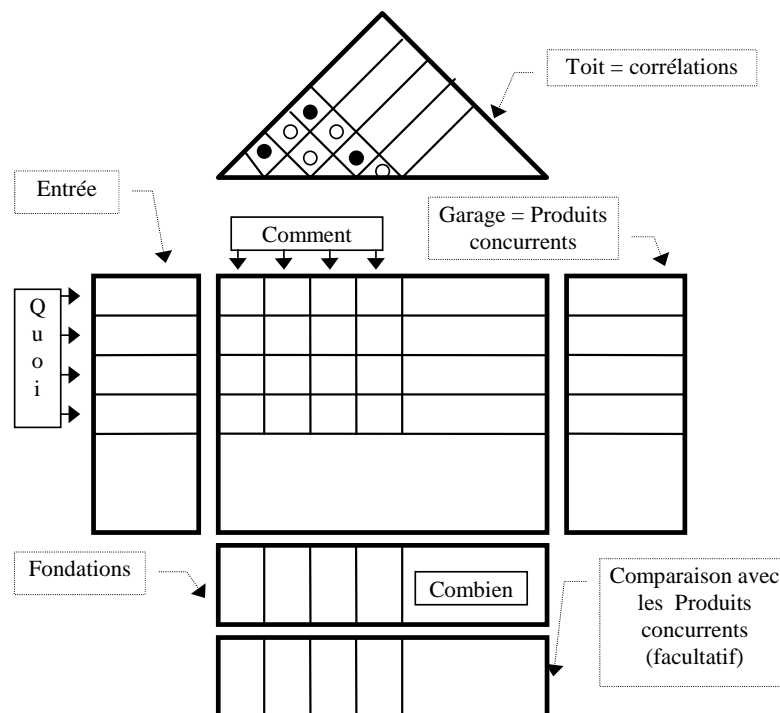 Toit = corrélations
Entrée
Garage = Produits
concurrents
Comment
Q
u
o
i
Fondations
Combien
Comparaison avec
les Produits
concurrents
(facultatif)